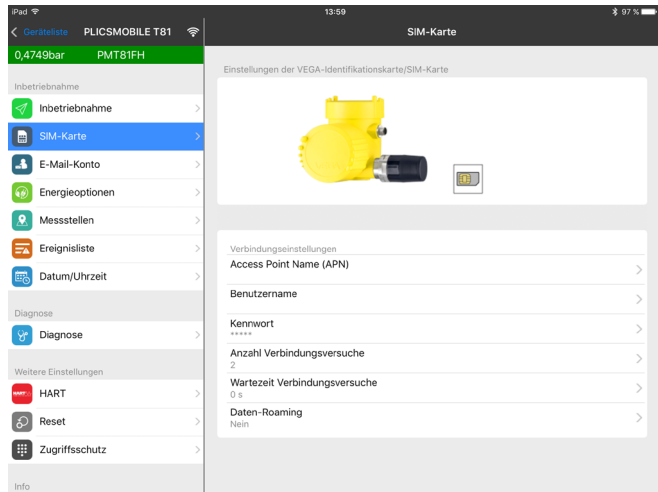 iPad 13:59 97 %
Geräteliste PLICSMOBILE T81 SIM-Karte
0,4749bar PMT81FH
Inbetriebnahme
Inbetriebnahme
SIM-Karte
E-Mail-Konto
Energieoptionen
Messstellen
Ereignisliste
Datum/Uhrzeit
Diagnose
Diagnose
Weitere Einstellungen
HART
HART
Reset
Zugriffsschutz
Info
Einstellungen der VEGA-Identifikationskarte/SIM-Karte
Verbindungseinstellungen
Access Point Name (APN)
Benutzername
Kennwort
*****
Anzahl Verbindungsversuche
2
Wartezeit Verbindungsversuche
0 s
Daten-Roaming
Nein